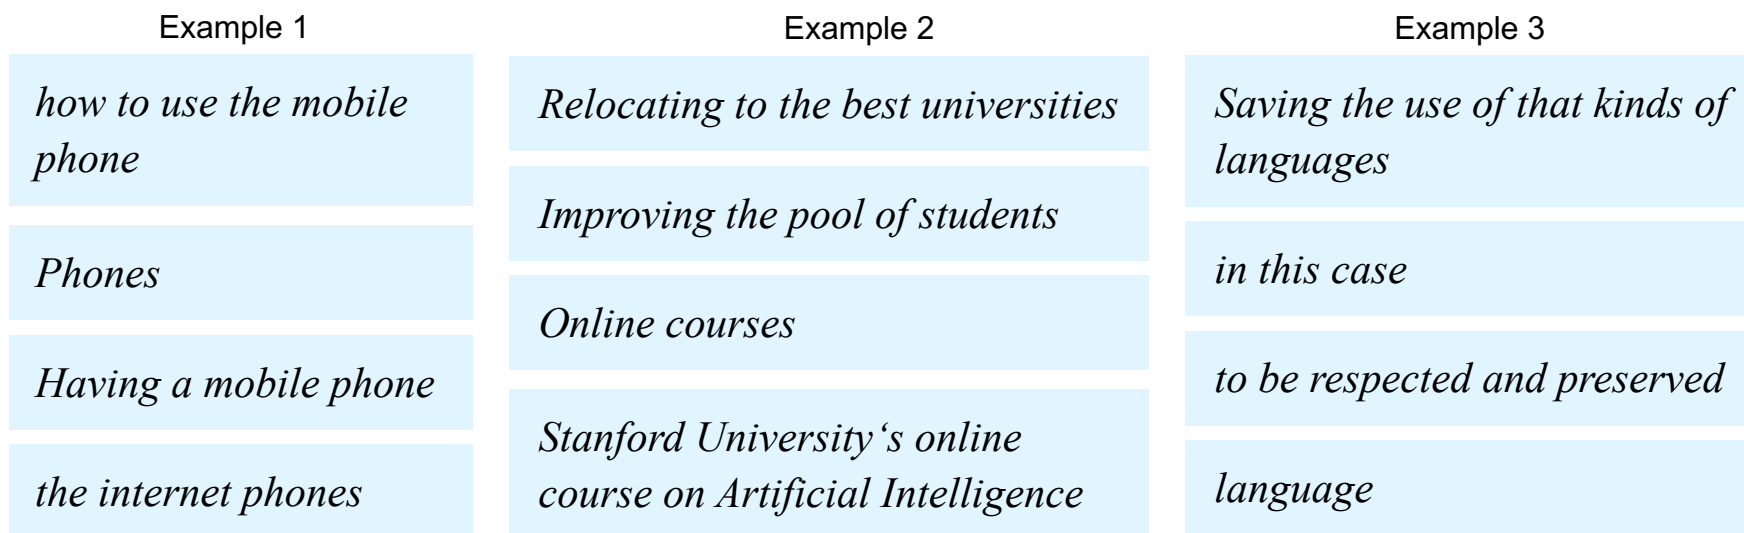 Example 1
how to use the mobile
phone
Phones
Having a mobile phone
the internet phones
Example 2
Relocating to the best universities
Improving the pool of students
Online courses
Stanford University‘s online
course on Artificial Intelligence
Example 3
Saving the use of that kinds of
languages
in this case
to be respected and preserved
language